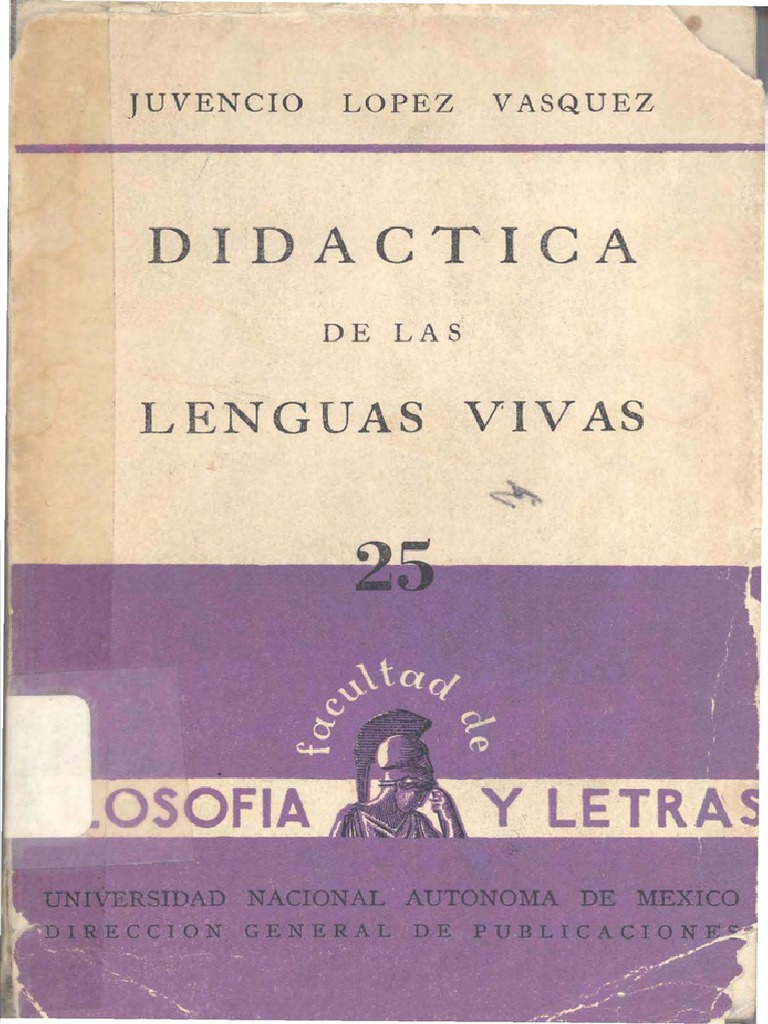 JUVENCIO LOPEZ VASQUEZ
DIDACTICA
DE LAS
LENGUAS VIVAS
25
facultad de
LOSOFIA Y LETRAS
UNIVERSIDAD NACIONAL AUTONOMA DE MEXICO
DIRECCION GENERAL DE PUBLICACIONES